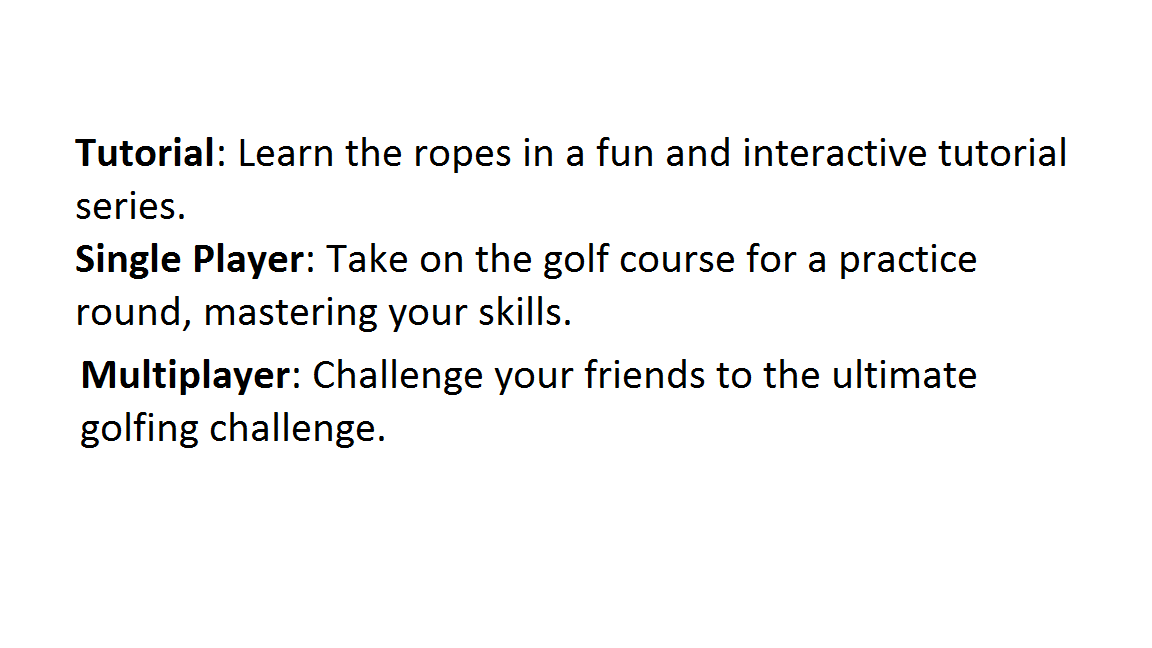 Tutorial: Learn the ropes in a fun and interactive tutorial
series.
Single Player: Take on the golf course for a practice
round, mastering your skills.
Multiplayer: Challenge your friends to the ultimate
golfing challenge.